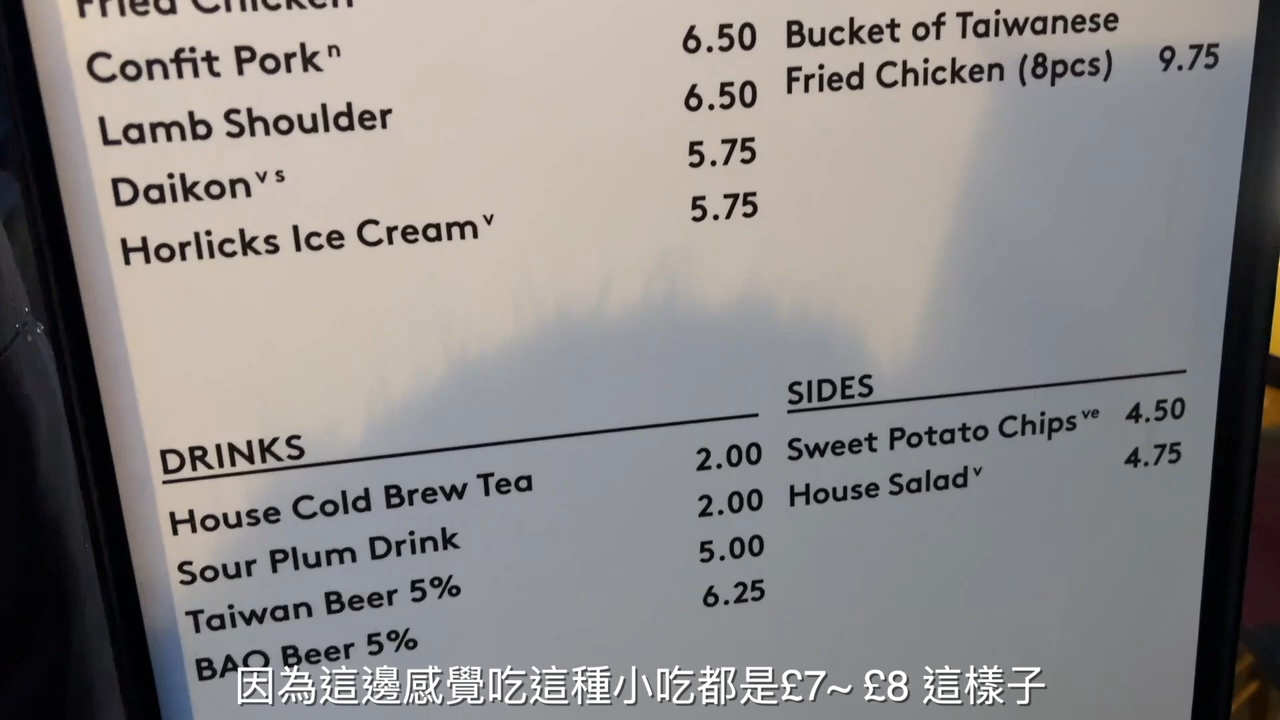 Fried Chicken
Confit Pork n 6.50
Lamb Shoulder 6.50
Daikon v s 5.75
Horlicks Ice Cream v 5.75
Bucket of Taiwanese
Fried Chicken (8pcs) 9.75
DRINKS
House Cold Brew Tea 2.00
Sour Plum Drink 2.00
Taiwan Beer 5% 5.00
BAO Beer 5% 6.25
SIDES
Sweet Potato Chips ve 4.50
House Salad v 4.75
因為這邊感覺吃這種小吃都是£7~ £8 這樣子